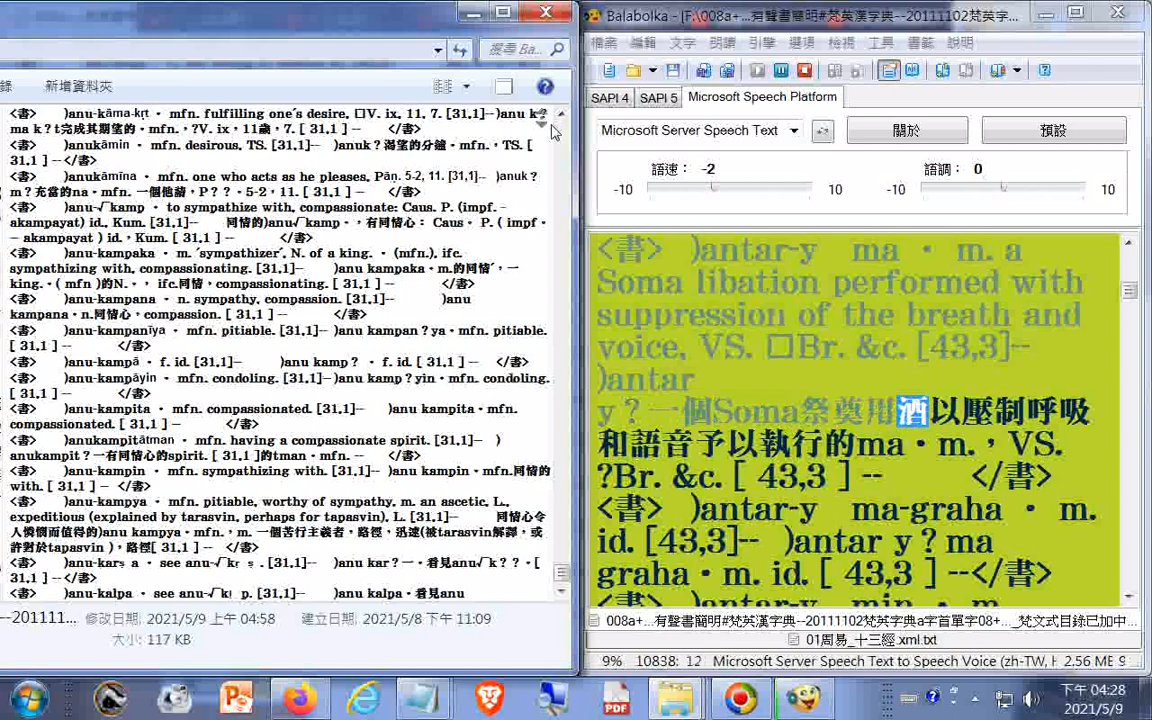 搜尋 Ba...
錄 新增資料夾
<書> )anu-kāma-kṛt • mfn. fulfilling one's desire, □V. ix, 11, 7. [31,1]--)anu k?
ma k?t完成其期望的•mfn.,?V. ix,11歲,7. [ 31,1 ] </書>
<書> )anukāmin • mfn. desirous, TS. [31,1]-- )anuk?渴望的分鐘•mfn.,TS. [
31,1 ]</書>
<書> )anukāmīna • mfn. one who acts as he pleases, Pāṇ. 5-2, 11. [31,1] )anuk?
m?充當的na•mfn. 一個他請,P??•5-2,11. [ 31,1 ] </書>
<書> )anu-√kamp • to sympathize with, compassionate: Caus. P. (impf.
akampayat) id., Kum. [31,1]-- 同情的)anu√kamp•,有同情心:Caus• P. ( impf•
– akampayat ) id.,Kum. [ 31,1 ] -- </書>
<書> )anu-kampaka • m. ´sympathizer´, N. of a king. • (mfn.), ifc.
sympathizing with, compassionating. [31,1]-- )anu kampaka•m.的同情´,一
king.•( mfn )的N.•, ifc.同情,compassionating. [ 31,1 ] </書>
<書> )anu-kampana • n. sympathy, compassion. [31,1]-- )anu
kampana•n.同情心,compassion. [ 31,1 ] </書>
<書> )anu-kampanīya • mfn. pitiable. [31,1]-- )anu kampan?ya•mfn. pitiable.
[ 31,1 ] -- </書>
<書> )anu-kampā • f. id. [31,1]-- )anu kamp? • f. id. [ 31,1 ] -- </書>
<書> )anu-kampāyin • mfn. condoling. [31,1]-- )anu kamp?yin•mfn. condoling.
[ 31,1 ] -- </書>
<書> )anu-kampita • mfn. compassionated. [31,1]-- )anu kampita•mfn.
compassionated. [ 31,1 ] -- </書>
<書> )anukampitātman • mfn. having a compassionate spirit. [31,1]-- )
anukampit?一有同情心的spirit. [ 31,1 ]的tman•mfn. -- </書>
<書> )anu-kampin • mfn. sympathizing with. [31,1]-- )anu kampin•mfn.同情的
with. [ 31,1 ] -- </書>
<書> )anu-kampya • mfn. pitiable, worthy of sympathy, m. an ascetic, L.,
expeditious (explained by tarasvin, perhaps for tapasvin), L. [31,1]-- 同情心令
人憐憫而值得的)anu kampya•mfn.,m. 一個苦行主義者,路徑,迅速(被tarasvin解譯,或
許對於tapasvin ),路徑[ 31,1 ]- </書>
<書> )anu-karṣ a • see anu-√kṛ ṣ . [31,1]-- )anu kar?一•看見anu√k??•[
31,1 ] --</書>
<書> )anu-kalpa • see anu-√kḷ p. [31,1]-- )anu kalpa•看見anu
--201111... 修改日期: 2021/5/9 上午 04:58 建立日期: 2021/5/8 下午 11:09
大小: 117 KB
Balabolka - [F:\008a+...有聲書簡明#梵英漢字典--20111102梵英字...
檔案 編輯 文字 朗讀 引擎 選項 檢視 工具 書籤 說明
SAPI 4 SAPI 5 Microsoft Speech Platform
Microsoft Server Speech Text 關於 預設
語速: -2 語調: 0
-10 10 -10 10
<書> )antar-y ma • m. a
Soma libation performed with
suppression of the breath and
voice, VS. □Br. &c. [43,3]--
)antar
y?一個Soma祭奠用酒以壓制呼吸
和語音予以執行的ma•m.,VS.
?Br. &c. [ 43,3 ] -- </書>
<書> )antar-y ma-graha • m.
id. [43,3]-- )antar y?ma
graha•m. id. [ 43,3 ] --</書>
<書> )antar-y min • m.
008a+...有聲書簡明#梵英漢字典--20111102梵英字典a字首單字08+..._梵文式目錄已加中...
01周易_十三經.xml.txt
9% 10838: 12 Microsoft Server Speech Text to Speech Voice (zh-TW, H 2,56 MB 9
下午 04:28
2021/5/9